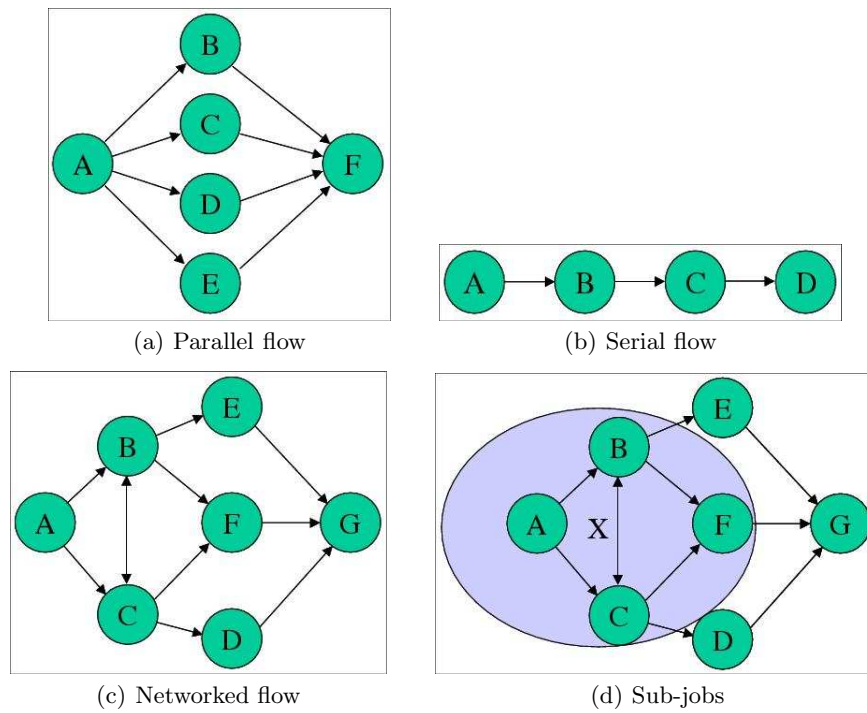 B
C
A
F
D
E
(a) Parallel flow
A
B
C
D
(b) Serial flow
E
B
A
F
G
C
D
(c) Networked flow
E
B
A
X
F
G
C
D
(d) Sub-jobs